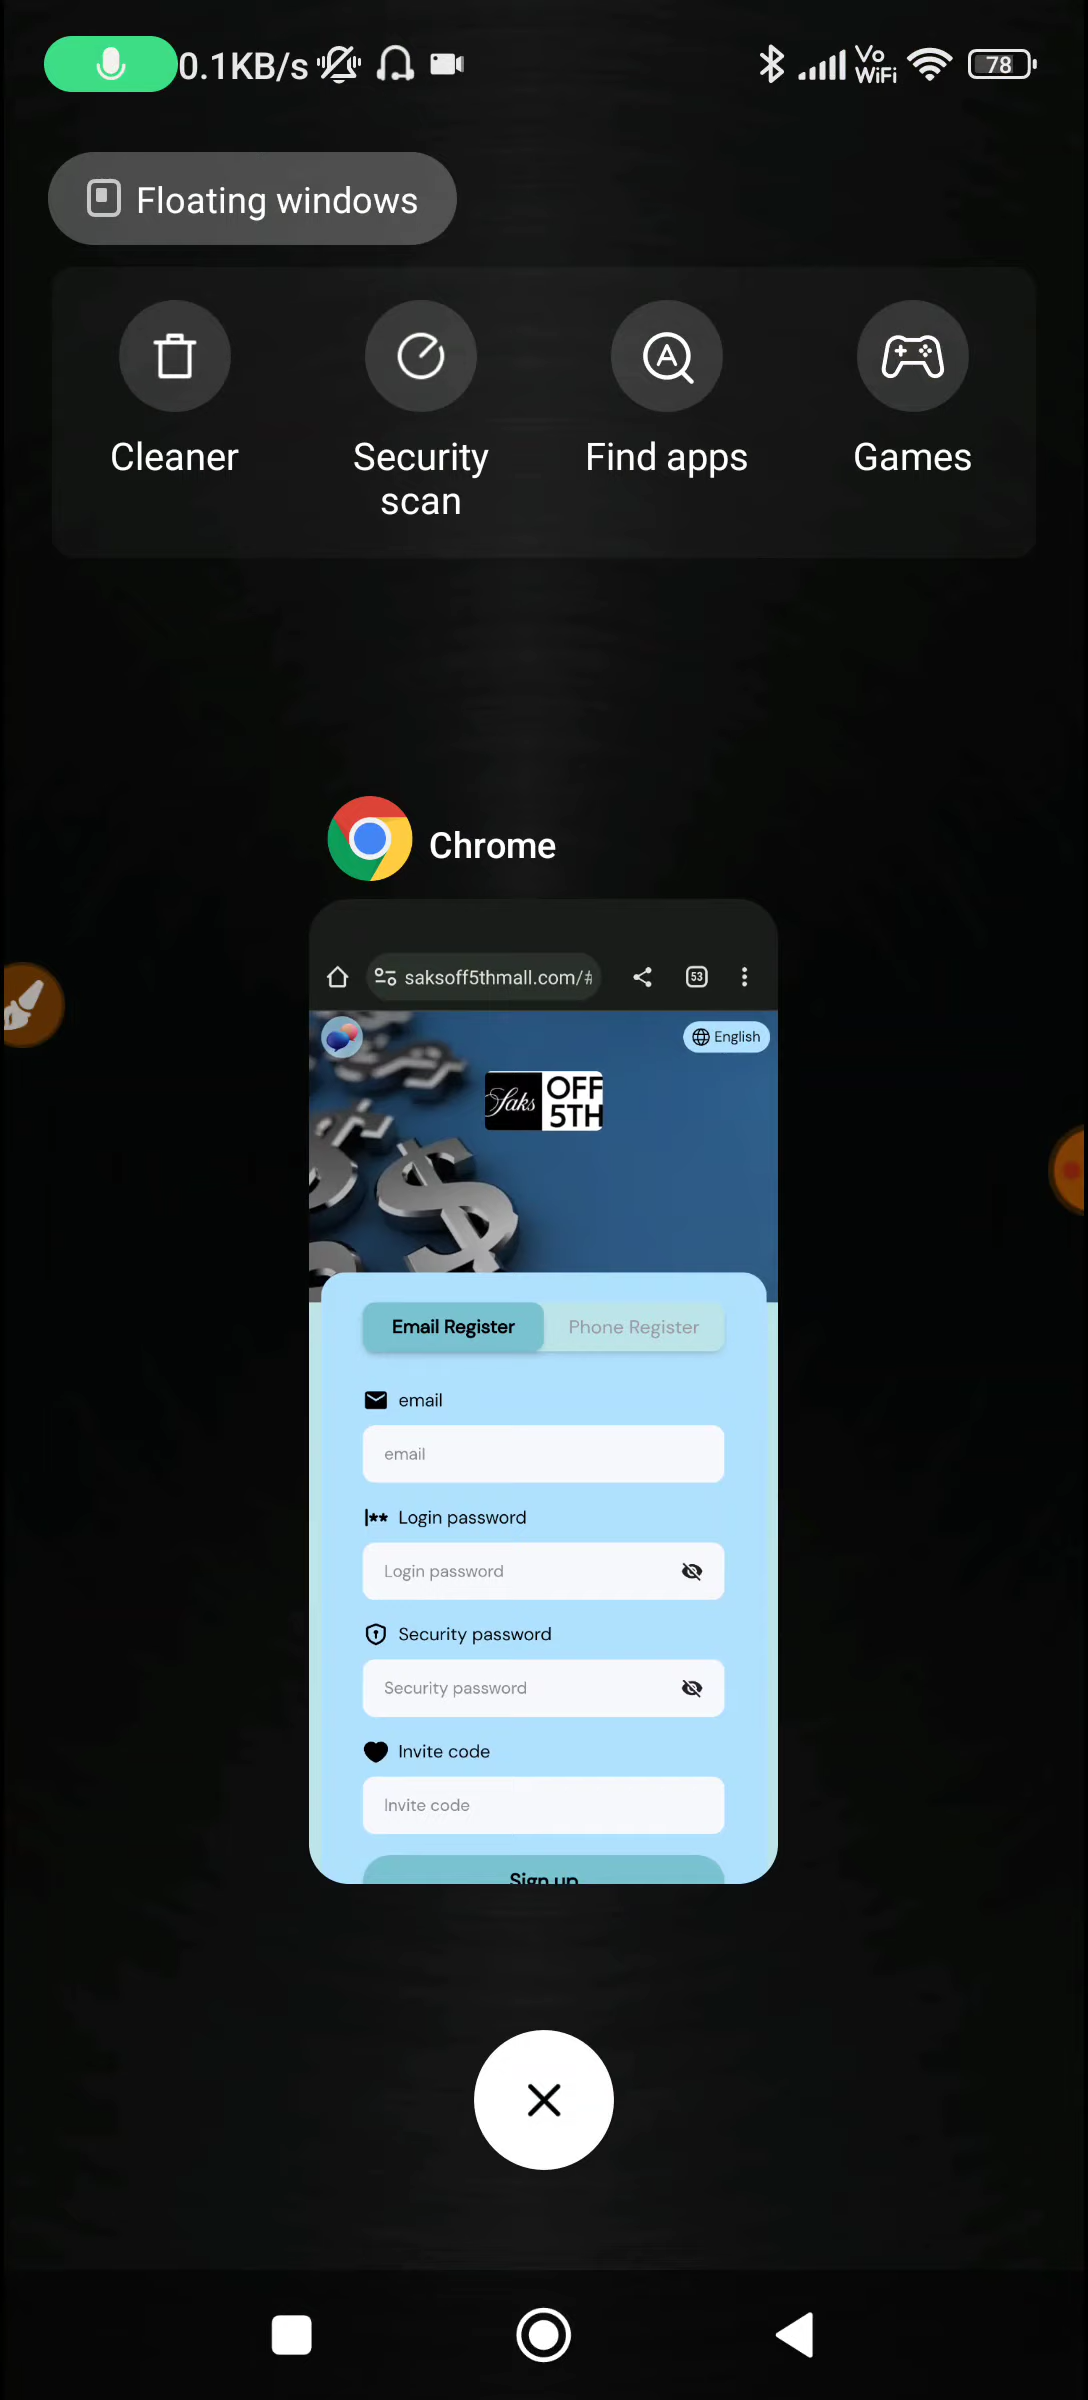 0.1KB/s
Vo
WiFi
78
Floating windows
Cleaner
Security
scan
Find apps
Games
Chrome
saksoff5thmall.com/#
53
English
Saks
OFF
5TH
Email Register
Phone Register
email
email
Login password
Login password
Security password
Security password
Invite code
Invite code
Sign up